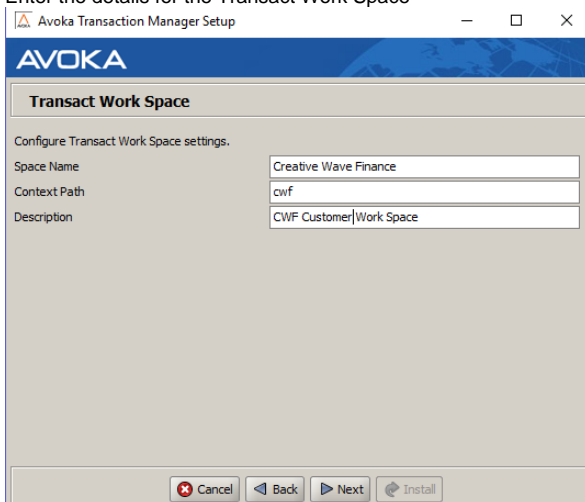 Enter the details for the Transact Work Space
Avoka Transaction Manager Setup
AVOKA
Transact Work Space
Configure Transact Work Space settings.
Space Name Creative Wave Finance
Context Path cwf
Description CWF Customer Work Space
Cancel Back Next Install